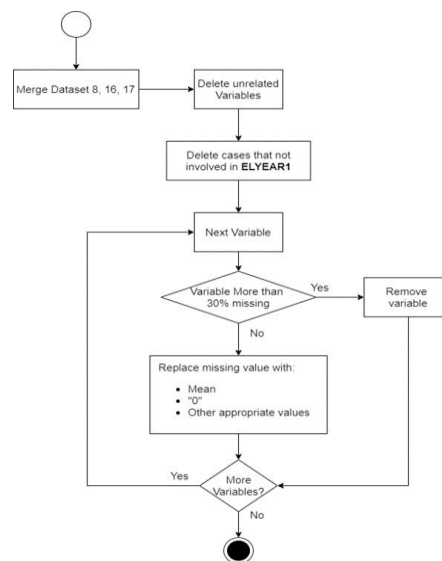 Merge Dataset 8, 16, 17
Delete unrelated
Variables
Delete cases that not
involved in ELYEAR1
Next Variable
Variable More than
30% missing
Yes
Remove
variable
No
Replace missing value with:
• Mean
• "0"
• Other appropriate values
Yes
More
Variables?
No